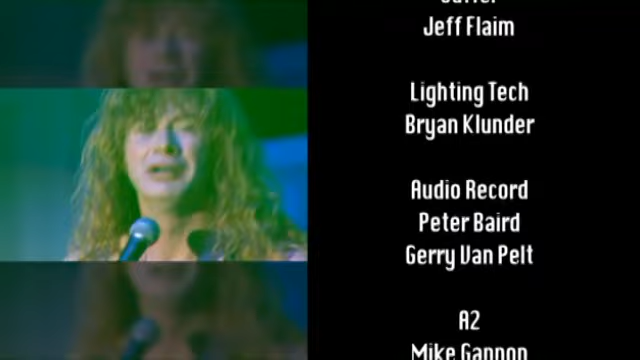 Jeff Flaim
Lighting Tech
Bryan Klunder
Audio Record
Peter Baird
Gerry Van Pelt
A2
Mike Gannon